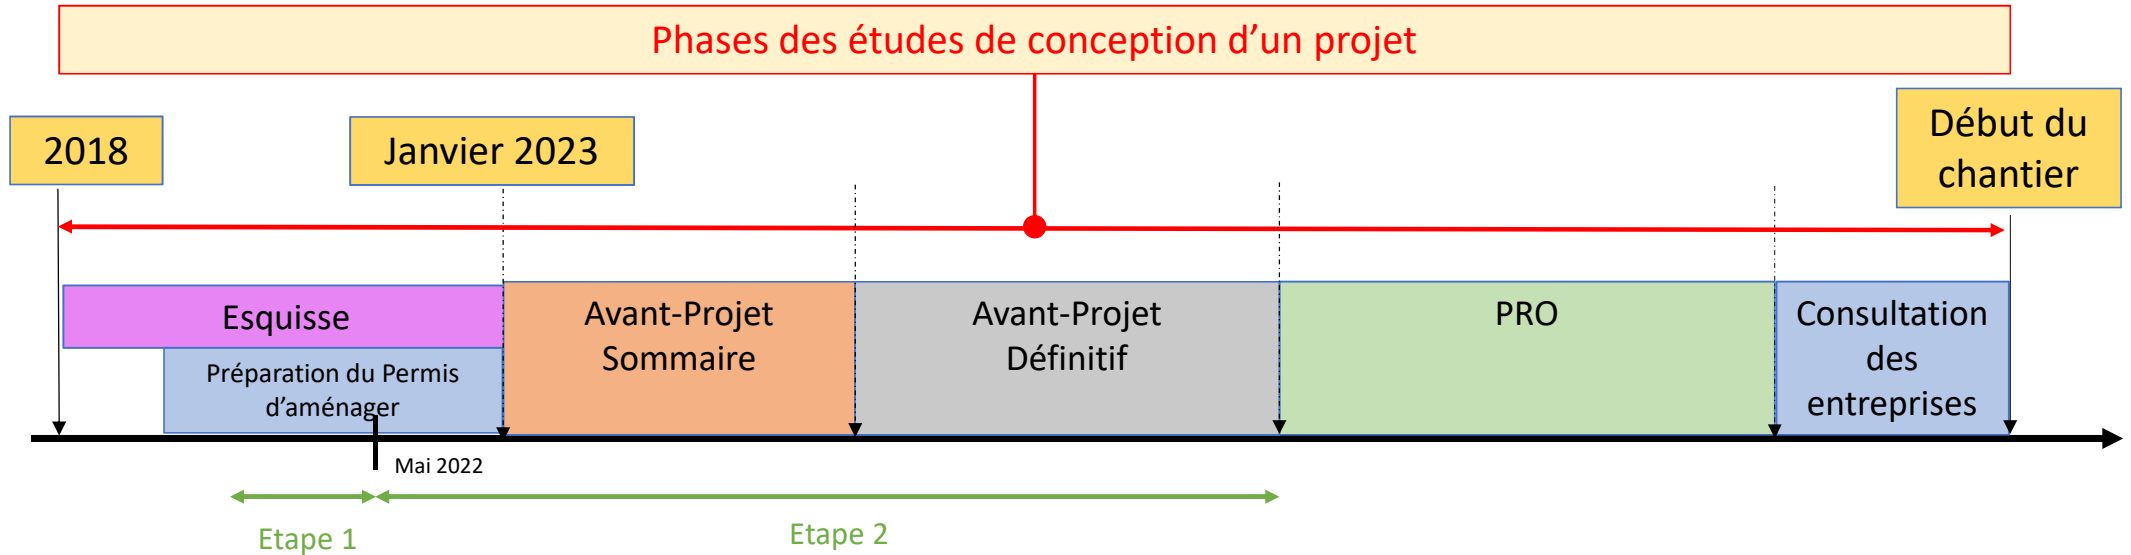 Phases des études de conception d’un projet
2018
Janvier 2023
Début du
chantier
Esquisse
Préparation du Permis
d’aménager
Avant-Projet
Sommaire
Avant-Projet
Définitif
PRO
Consultation
des
entreprises
Mai 2022
Etape 1
Etape 2